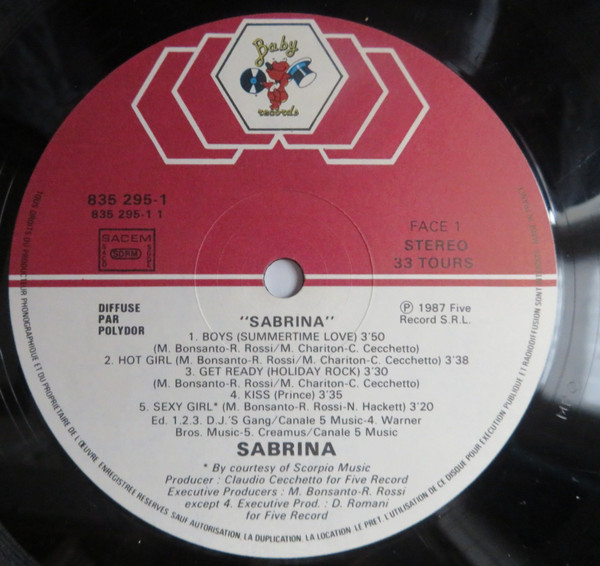 Baby
records
835 295-1
835 295-1 1
SACEM
SDRM
FACE 1
STEREO
33 TOURS
DIFFUSE
PAR
POLYDOR
Ⓟ 1987 Five
Record S.R.L.
"SABRINA"
1. BOYS (SUMMERTIME LOVE) 3'50
(M. Bonsanto-R. Rossi/M. Chariton-C. Cecchetto)
2. HOT GIRL (M. Bonsanto-R. Rossi/M. Chariton-C. Cecchetto) 3'38
3. GET READY (HOLIDAY ROCK) 3'30
(M. Bonsanto-R. Rossi/M. Chariton-C. Cecchetto)
4. KISS (Prince) 3'35
5. SEXY GIRL* (M. Bonsanto-R. Rossi-N. Hackett) 3'20
Ed. 1.2.3. D.J.'S Gang/Canale 5 Music-4. Warner
Bros. Music-5. Creamus/Canale 5 Music
SABRINA
* By courtesy of Scorpio Music
Producer : Claudio Cecchetto for Five Record
Executive Producers : M. Bonsanto-R. Rossi
except 4. Executive Prod. : D. Romani
for Five Record
TOUS DROITS DU PRODUCTEUR PHONOGRAPHIQUE ET DU PROPRIETAIRE DE L'ŒUVRE ENREGISTREE RESERVES SAUF AUTORISATION, LA DUPLICATION, LA LOCATION, LE PRET, L'UTILISATION DE CE DISQUE POUR EXECUTION PUBLIQUE ET RADIODIFFUSION SONT